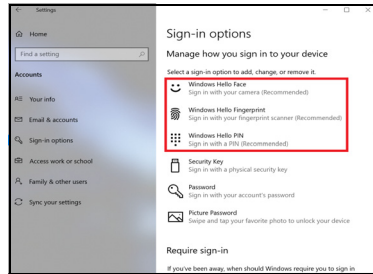 Settings
Home
Find a setting
Accounts
Your info
Email & accounts
Sign-in options
Access work or school
Family & other users
Sync your settings
Sign-in options
Manage how you sign in to your device
Select a sign-in option to add, change, or remove it.
Windows Hello Face
Sign in with your camera (Recommended)
Windows Hello Fingerprint
Sign in with your fingerprint scanner (Recommended)
Windows Hello PIN
Sign in with a PIN (Recommended)
Security Key
Sign in with a physical security key
Password
Sign in with your account's password
Picture Password
Swipe and tap your favorite photo to unlock your device
Require sign-in
If you've been away, when should Windows require you to sign in